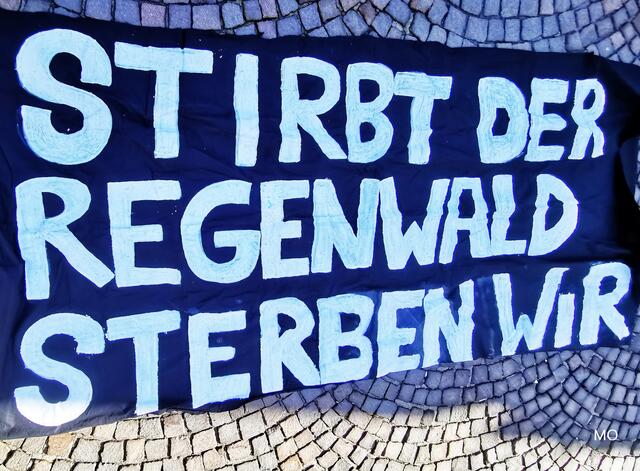 STIRBT DER
REGENWALD
STERBEN WiR
MO